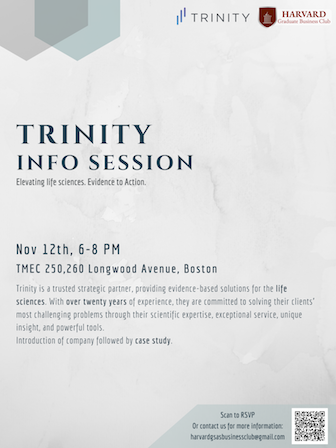 TRINITY
HARVARD
Graduate Business Club
TRINITY
INFO SESSION
Elevating life sciences. Evidence to Action.
Nov 12th, 6-8 PM
TMEC 250,260 Longwood Avenue, Boston
Trinity is a trusted strategic partner, providing evidence-based solutions for the life
sciences. With over twenty years of experience, they are committed to solving their clients'
most challenging problems through their scientific expertise, exceptional service, unique
insight, and powerful tools.
Introduction of company followed by case study.
Scan to RSVP
Or contact us for more information:
harvardgsasbusinessclub@gmail.com